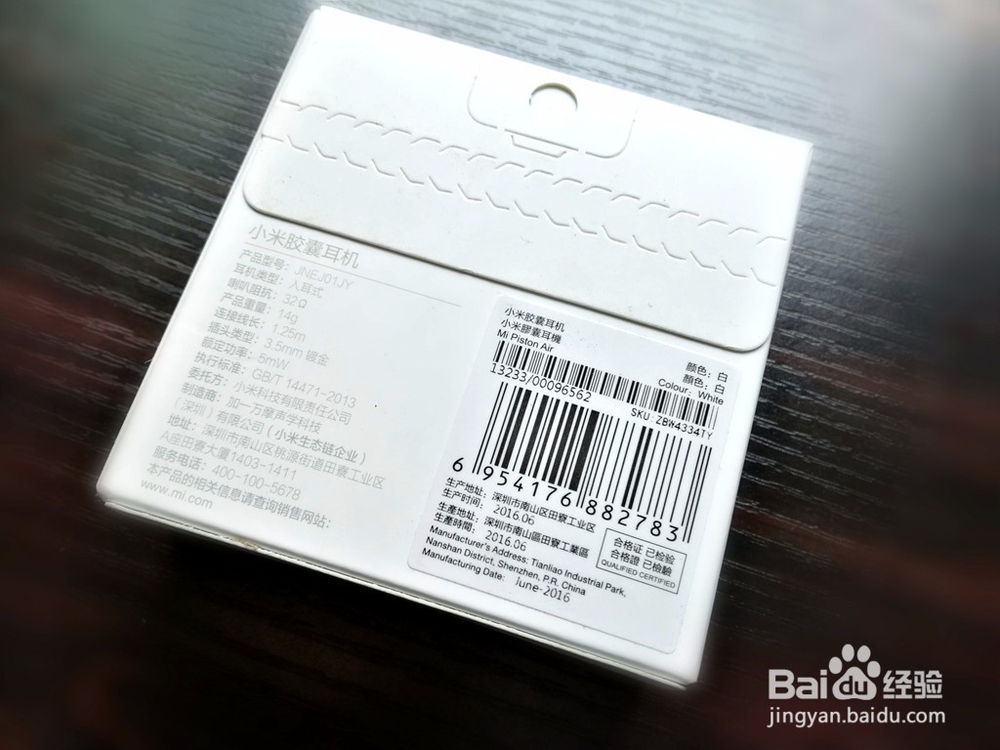 小米胶囊耳机
产品型号：JNEJ01JY
耳机类型：入耳式
喇叭阻抗：32Ω
产品重量：14g
连接线长：1.25m
插头类型：3.5mm 镀金
额定功率：5mW
执行标准：GB/T 14471-2013
委托方：小米科技有限责任公司
制造商：加一万摩声学科技
（深圳）有限公司（小米生态链企业）
地址：深圳市南山区桃源街道田寮工业区
A座田寮大厦1403-1411
服务电话：400-100-5678
本产品的相关信息请查询销售网站：
www.mi.com
小米胶囊耳机
小米膠囊耳機
Mi Piston Air
颜色：白
顏色：白
Colour：White
13233/00096562
SKU:ZBW4334TY
6 954176 882783
生产地址：深圳市南山区田寮工业区
生产时间：2016.06
生產地址：深圳市南山區田寮工業區
生產時間：2016.06
Manufacturer's Address: Tianliao Industrial Park,
Nanshan District, Shenzhen, P.R. China
Manufacturing Date: June-2016
合格证 已检验
合格證 已檢驗
QUALIFIED CERTIFIED
Baidu 经验
jingyan.baidu.com